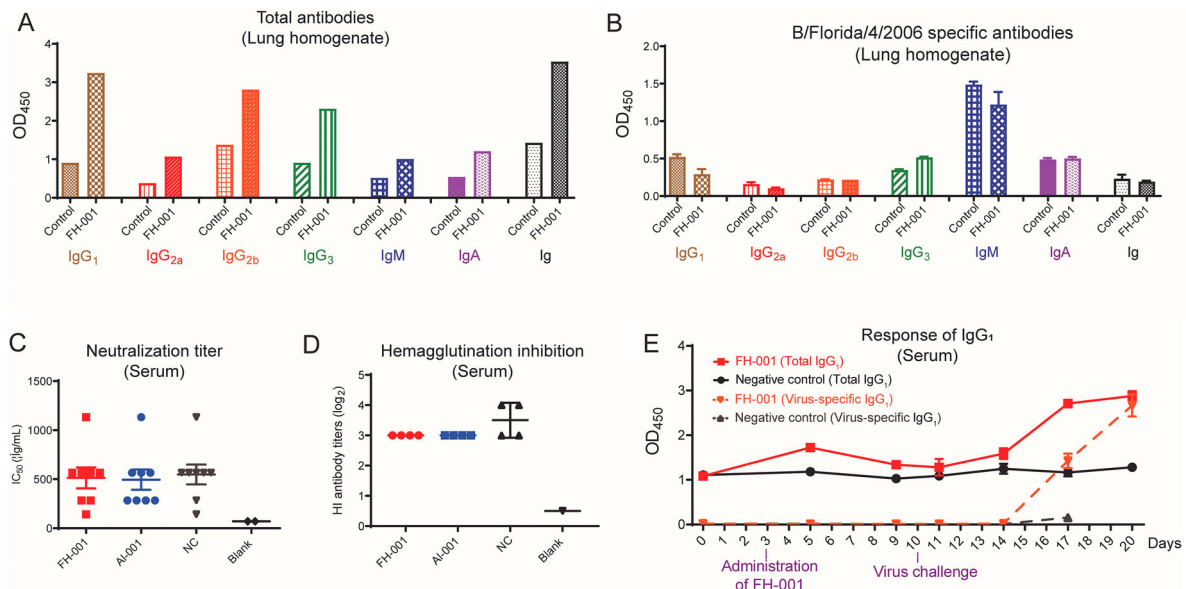 A
Total antibodies
(Lung homogenate)
OD450
4
3
2
1
0
Control
FH-001
Control
FH-001
Control
FH-001
Control
FH-001
Control
FH-001
Control
FH-001
Control
FH-001
IgG1
IgG2a
IgG2b
IgG3
IgM
IgA
Ig
B
B/Florida/4/2006 specific antibodies
(Lung homogenate)
OD450
2.0
1.5
1.0
0.5
0.0
Control
FH-001
Control
FH-001
Control
FH-001
Control
FH-001
Control
FH-001
Control
FH-001
Control
FH-001
IgG1
IgG2a
IgG2b
IgG3
IgM
IgA
Ig
C
Neutralization titer
(Serum)
IC50 (Îg/mL)
1500
1000
500
0
FH-001
AI-001
NC
Blank
D
Hemagglutination inhibition
(Serum)
HI antibody titers (log2)
5
4
3
2
1
0
FH-001
AI-001
NC
Blank
E
Response of IgG1
(Serum)
FH-001 (Total IgG1)
Negative control (Total IgG1)
FH-001 (Virus-specific IgG1)
Negative control (Virus-specific IgG1)
OD450
4
3
2
1
0
0 1 2 3 4 5 6 7 8 9 10 11 12 13 14 15 16 17 18 19 20 Days
Administration
of FH-001
Virus challenge